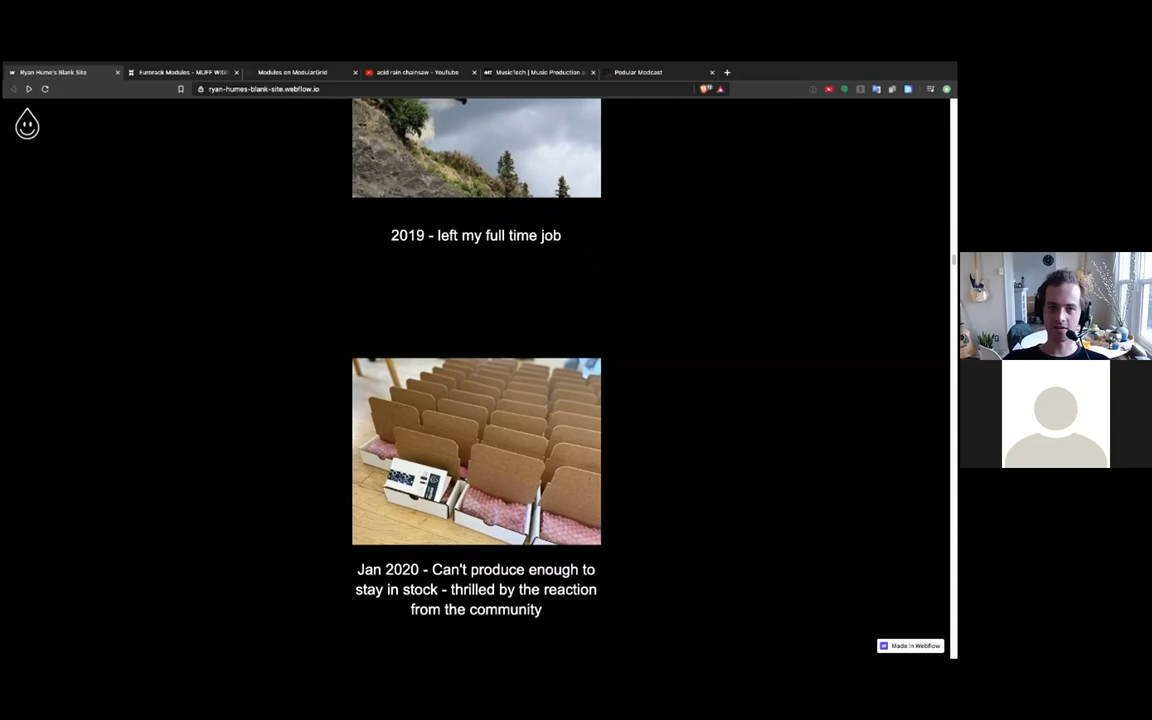 Ryan Hume's Blank Site
Eurorack Modules - MUFF WIG
Modules on ModularGrid
acid rain chainsaw - YouTube
MusicTech | Music Production a
Podular Modcast
ryan-humes-blank-site.webflow.io
2019 - left my full time job
Jan 2020 - Can't produce enough to
stay in stock - thrilled by the reaction
from the community
Made in Webflow